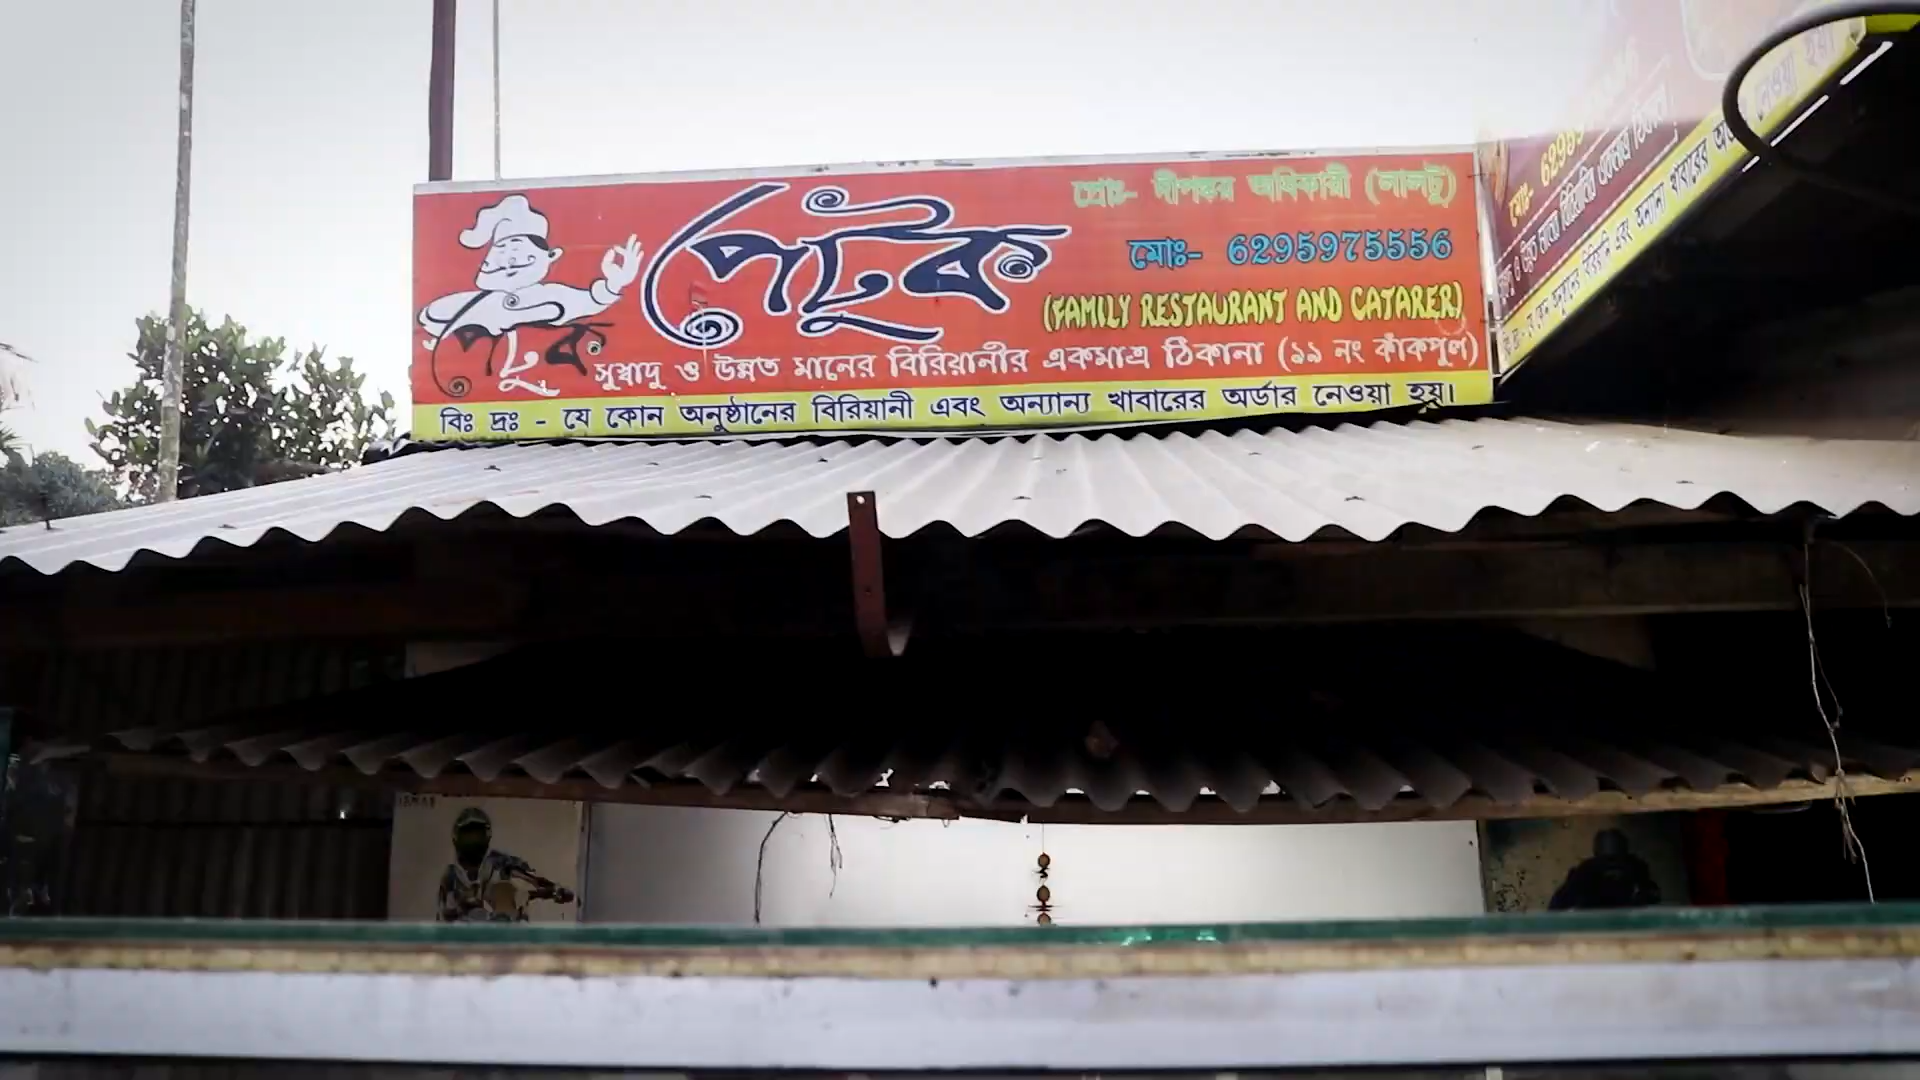 পেটুক
প্রোঃ- দীপঙ্কর অধিকারী (লালটু)
মোঃ- 6295975556
(FAMILY RESTAURANT AND CATARER)
পেটুক
সুস্বাদু ও উন্নত মানের বিরিয়ানীর একমাত্র ঠিকানা (১১ নং কাঁকপুল)
বিঃ দ্রঃ - যে কোন অনুষ্ঠানের বিরিয়ানী এবং অন্যান্য খাবারের অর্ডার নেওয়া হয়।
মোঃ-